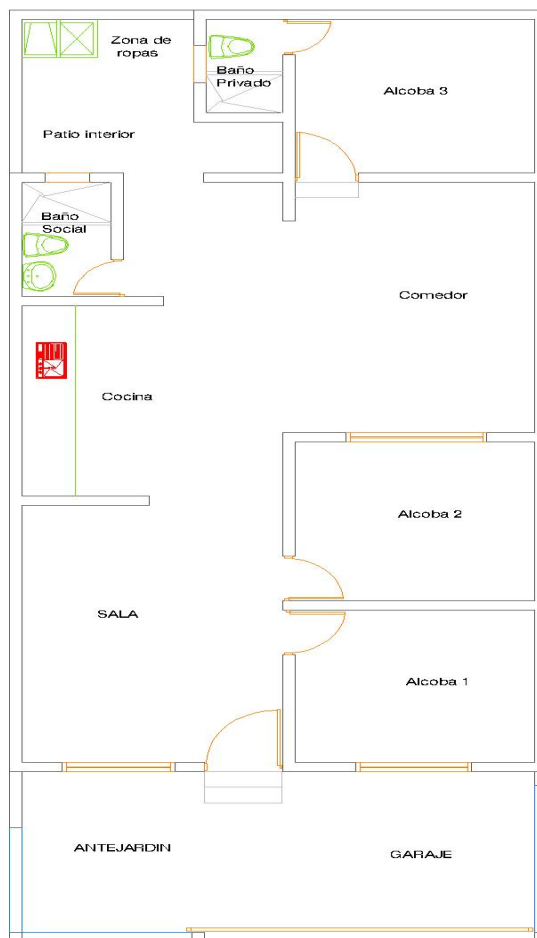 Zona de
ropas
Baño
Privado
Alcoba 3
Patio interior
Baño
Social
Comedor
Cocina
Alcoba 2
SALA
Alcoba 1
ANTEJARDIN
GARAJE